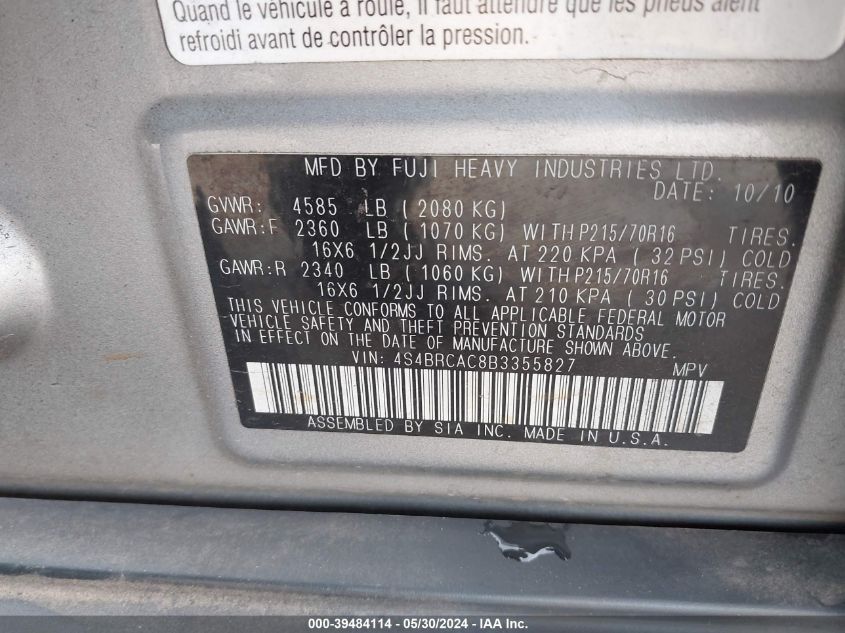 Quand le véhicule a roulé, il faut attendre que les pneus aient
refroidi avant de contrôler la pression.
MFD BY FUJI HEAVY INDUSTRIES LTD.
DATE: 10/10
GVWR: 4585 LB ( 2080 KG)
GAWR:F 2360 LB ( 1070 KG) WITH P215/70R16 TIRES.
16X6 1/2JJ RIMS. AT 220 KPA ( 32 PSI) COLD
GAWR:R 2340 LB ( 1060 KG) WITH P215/70R16 TIRES.
16X6 1/2JJ RIMS. AT 210 KPA ( 30 PSI) COLD
THIS VEHICLE CONFORMS TO ALL APPLICABLE FEDERAL MOTOR
VEHICLE SAFETY AND THEFT PREVENTION STANDARDS
IN EFFECT ON THE DATE OF MANUFACTURE SHOWN ABOVE.
VIN: 4S4BRCAC8B3355827 MPV
ASSEMBLED BY SIA INC. MADE IN U.S.A.
000-39484114 - 05/30/2024 - IAA Inc.